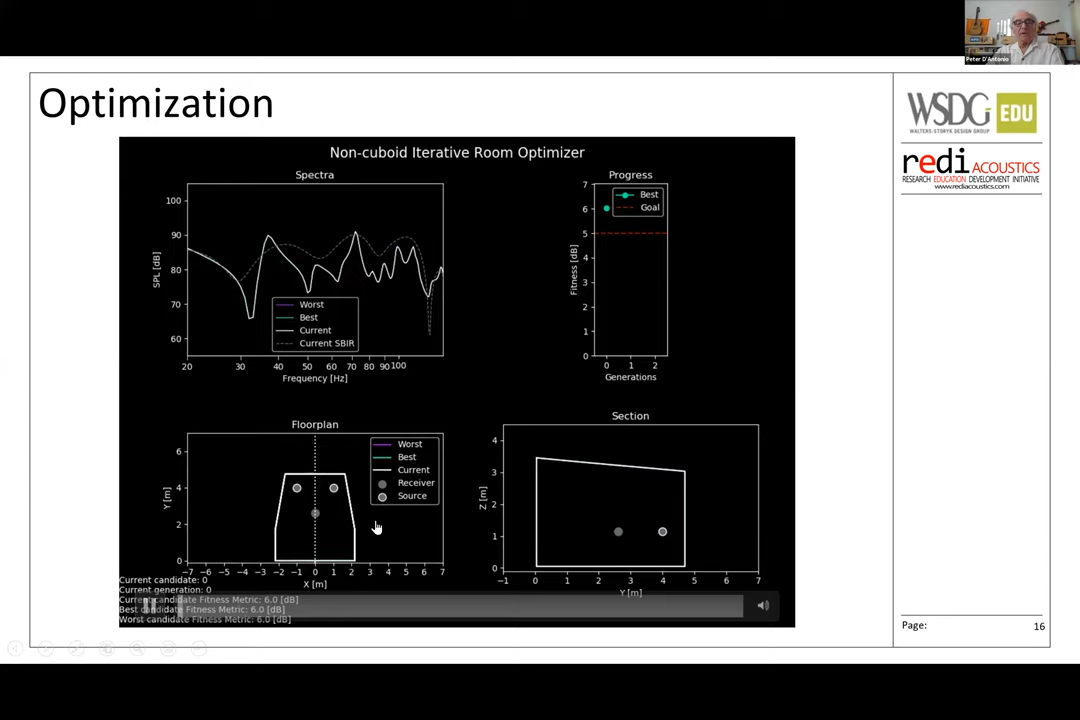 Peter D'Antonio
Optimization
WSDG EDU
WALTERS-STORYK DESIGN GROUP
redi ACOUSTICS
RESEARCH EDUCATION DEVELOPMENT INITIATIVE
www.rediacoustics.com
Non-cuboid Iterative Room Optimizer
Spectra
SPL [dB]
100
90
80
70
60
Worst
Best
Current
Current SBIR
20 30 40 50 60 70 80 90 100
Frequency [Hz]
Progress
Fitness [dB]
7
6
5
4
3
2
1
0
Best
Goal
0 1 2
Generations
Floorplan
Y [m]
6
4
2
0
Worst
Best
Current
Receiver
Source
−7 −6 −5 −4 −3 −2 −1 0 1 2 3 4 5 6 7
X [m]
Section
Z [m]
4
3
2
1
0
−1 0 1 2 3 4 5 6 7
Y [m]
Current candidate: 0
Current generation: 0
Current candidate Fitness Metric: 6.0 [dB]
Best candidate Fitness Metric: 6.0 [dB]
Worst candidate Fitness Metric: 6.0 [dB]
Page: 16